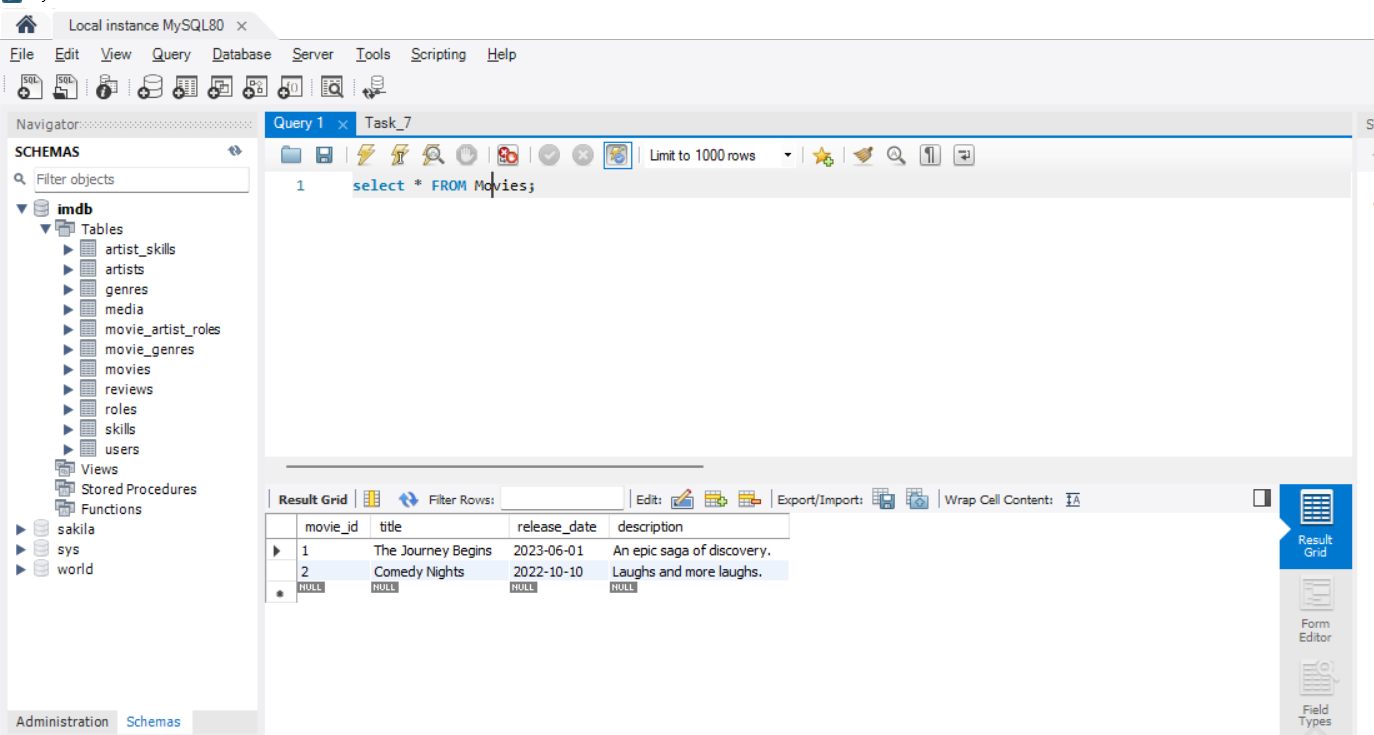 Local instance MySQL80
File Edit View Query Database Server Tools Scripting Help
SQL SQL
Navigator
Query 1 Task_7
SCHEMAS
Limit to 1000 rows
Filter objects
1 select * FROM Movies;
imdb
Tables
artist_skills
artists
genres
media
movie_artist_roles
movie_genres
movies
reviews
roles
skills
users
Views
Stored Procedures
Functions
sakila
sys
world
Result Grid Filter Rows: Edit: Export/Import: Wrap Cell Content: IA
movie_id title release_date description
1 The Journey Begins 2023-06-01 An epic saga of discovery.
2 Comedy Nights 2022-10-10 Laughs and more laughs.
NULL NULL NULL NULL
Result
Grid
Form
Editor
Field
Types
Administration Schemas